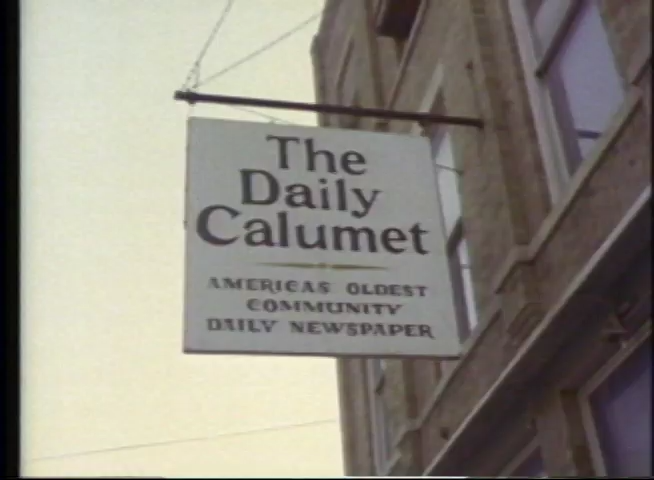 The
Daily
Calumet
AMERICAS OLDEST
COMMUNITY
DAILY NEWSPAPER